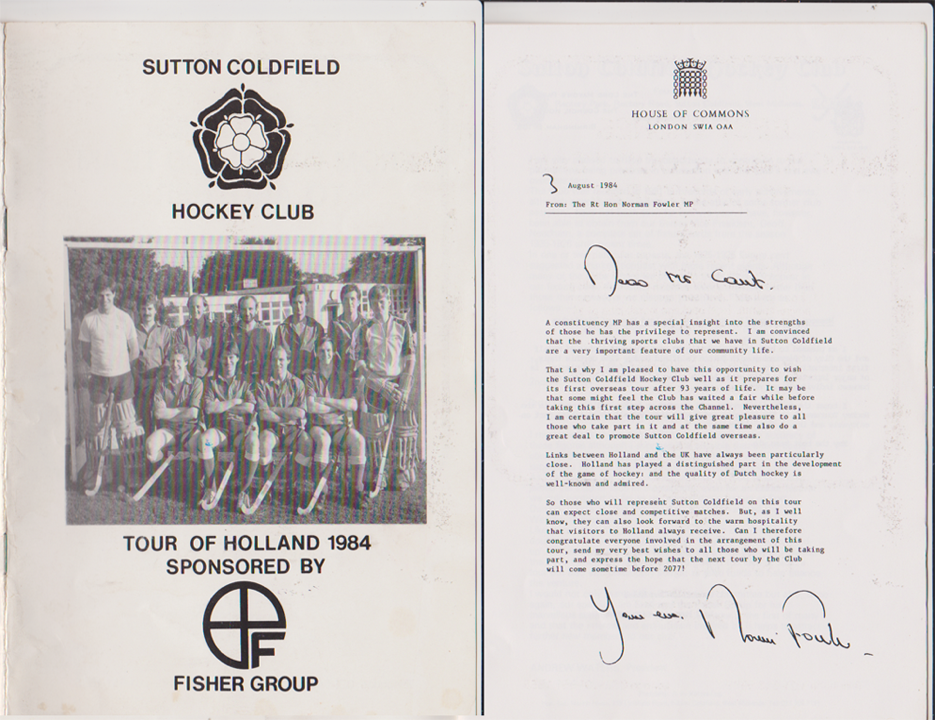 SUTTON COLDFIELD
HOCKEY CLUB
TOUR OF HOLLAND 1984
SPONSORED BY
F
FISHER GROUP
HOUSE OF COMMONS
LONDON SW1A 0AA
3 August 1984
From: The Rt Hon Norman Fowler MP
Dear Mr Cant.
A constituency MP has a special insight into the strengths
of those he has the privilege to represent. I am convinced
that the thriving sports clubs that we have in Sutton Coldfield
are a very important feature of our community life.
That is why I am pleased to have this opportunity to wish
the Sutton Coldfield Hockey Club well as it prepares for
its first overseas tour after 93 years of life. It may be
that some might feel the Club has waited a fair while before
taking this first step across the Channel. Nevertheless,
I am certain that the tour will give great pleasure to all
those who take part in it and at the same time also do a
great deal to promote Sutton Coldfield overseas.
Links between Holland and the UK have always been particularly
close. Holland has played a distinguished part in the development
of the game of hockey: and the quality of Dutch hockey is
well-known and admired.
So those who will represent Sutton Coldfield on this tour
can expect close and competitive matches. But, as I well
know, they can also look forward to the warm hospitality
that visitors to Holland always receive. Can I therefore
congratulate everyone involved in the arrangement of this
tour, send my very best wishes to all those who will be taking
part, and express the hope that the next tour by the Club
will come sometime before 2077!
Yours ever. Norman Fowler